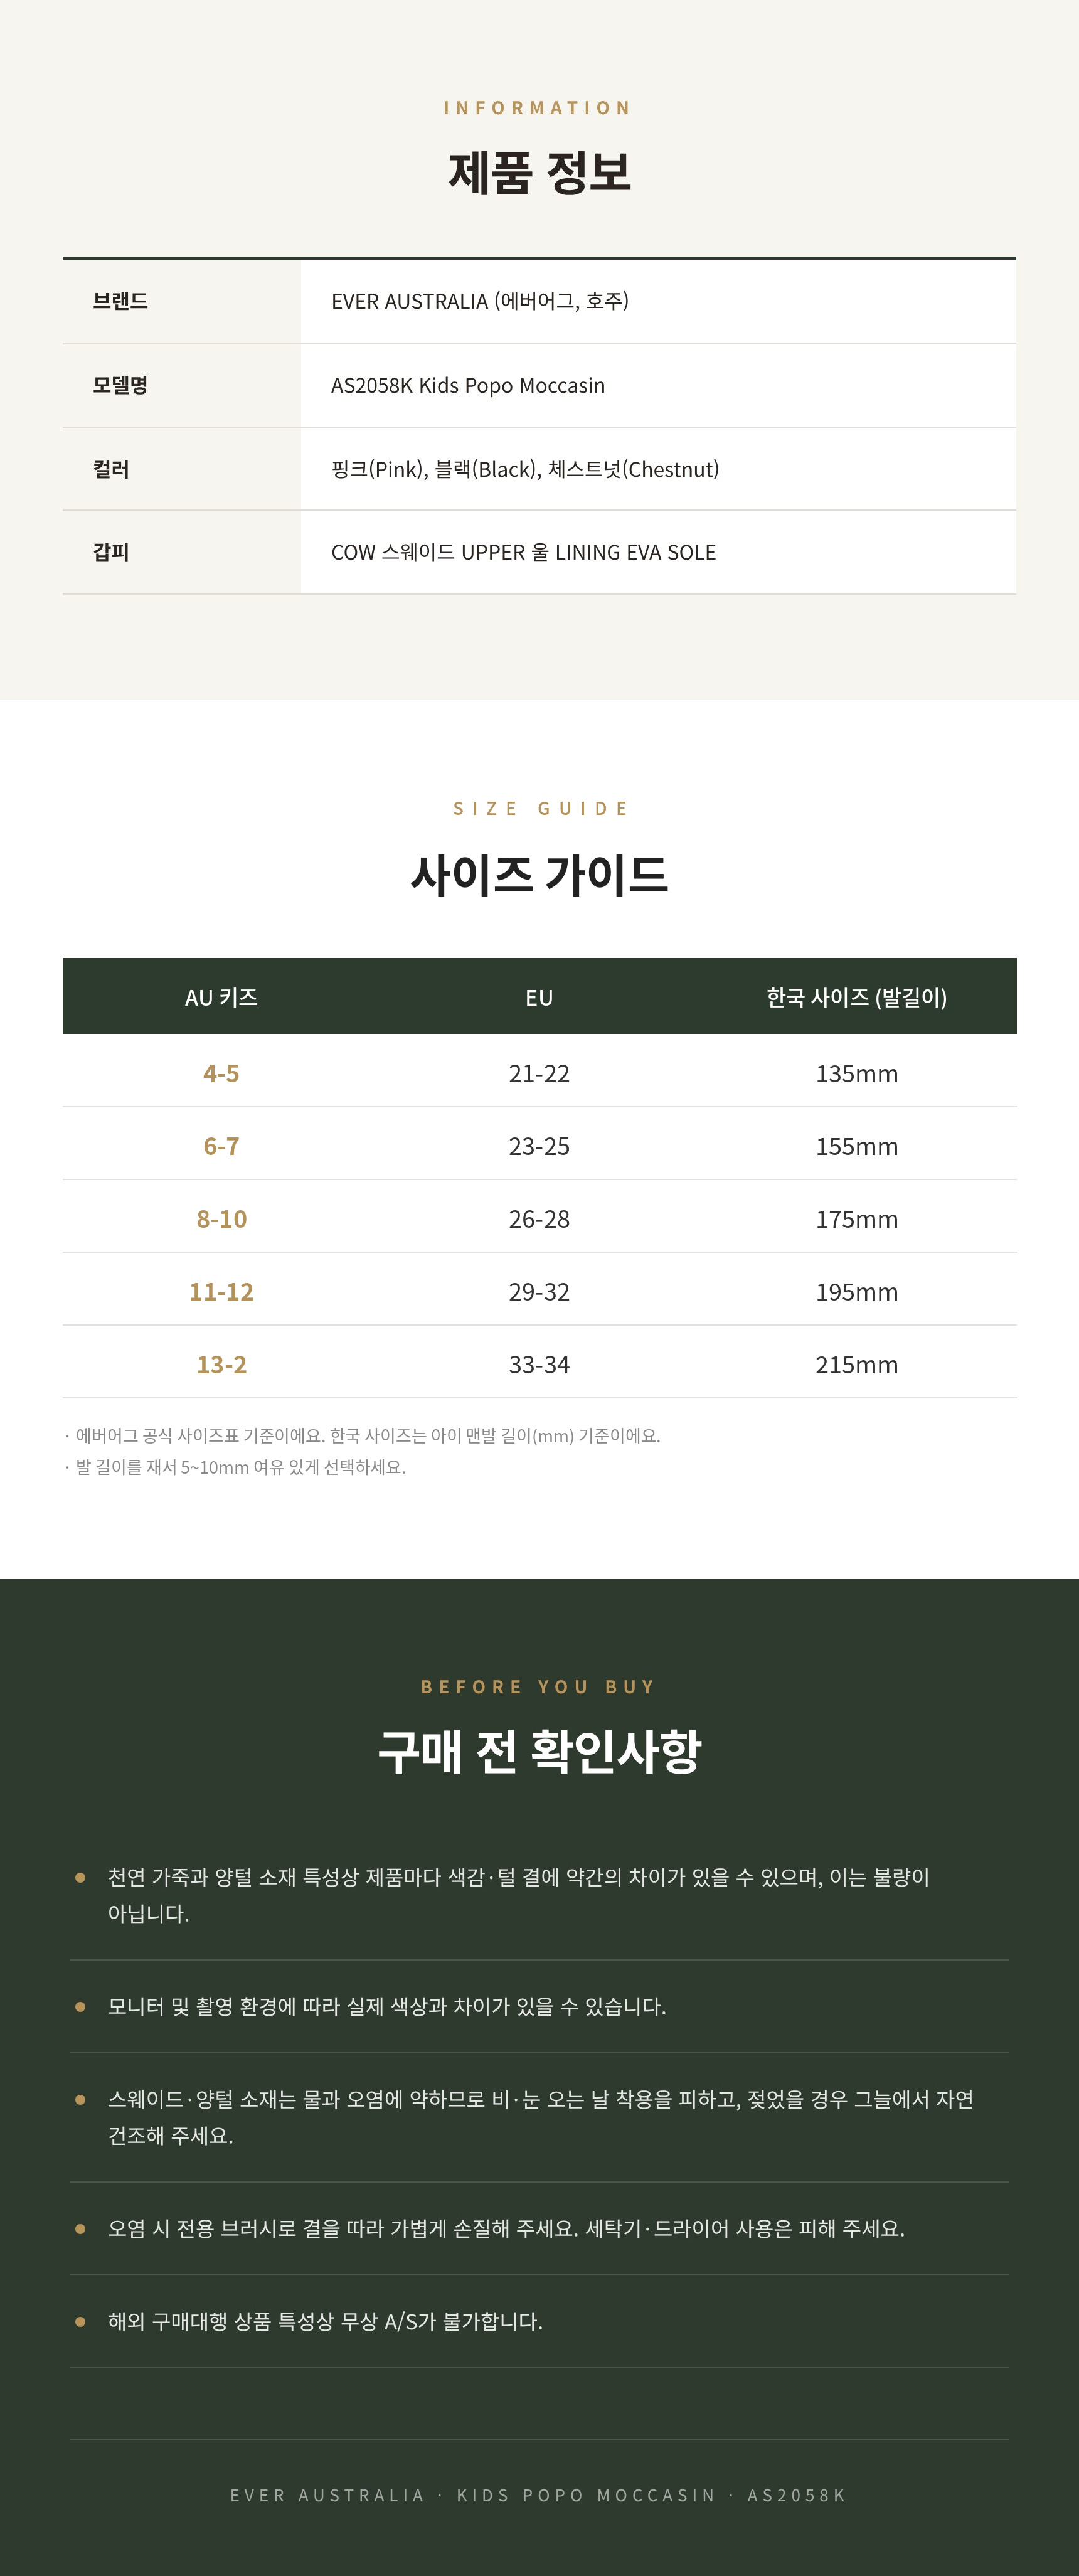 INFORMATION
제품 정보
브랜드 EVER AUSTRALIA (에버어그, 호주)
모델명 AS2058K Kids Popo Moccasin
컬러 핑크(Pink), 블랙(Black), 체스트넛(Chestnut)
갑피 COW 스웨이드 UPPER 울 LINING EVA SOLE
SIZE GUIDE
사이즈 가이드
AU 키즈 EU 한국 사이즈 (발길이)
4-5 21-22 135mm
6-7 23-25 155mm
8-10 26-28 175mm
11-12 29-32 195mm
13-2 33-34 215mm
· 에버어그 공식 사이즈표 기준이에요. 한국 사이즈는 아이 맨발 길이(mm) 기준이에요.
· 발 길이를 재서 5~10mm 여유 있게 선택하세요.
BEFORE YOU BUY
구매 전 확인사항
● 천연 가죽과 양털 소재 특성상 제품마다 색감·털 결에 약간의 차이가 있을 수 있으며, 이는 불량이
아닙니다.
● 모니터 및 촬영 환경에 따라 실제 색상과 차이가 있을 수 있습니다.
● 스웨이드·양털 소재는 물과 오염에 약하므로 비·눈 오는 날 착용을 피하고, 젖었을 경우 그늘에서 자연
건조해 주세요.
● 오염 시 전용 브러시로 결을 따라 가볍게 손질해 주세요. 세탁기·드라이어 사용은 피해 주세요.
● 해외 구매대행 상품 특성상 무상 A/S가 불가합니다.
EVER AUSTRALIA · KIDS POPO MOCCASIN · AS2058K